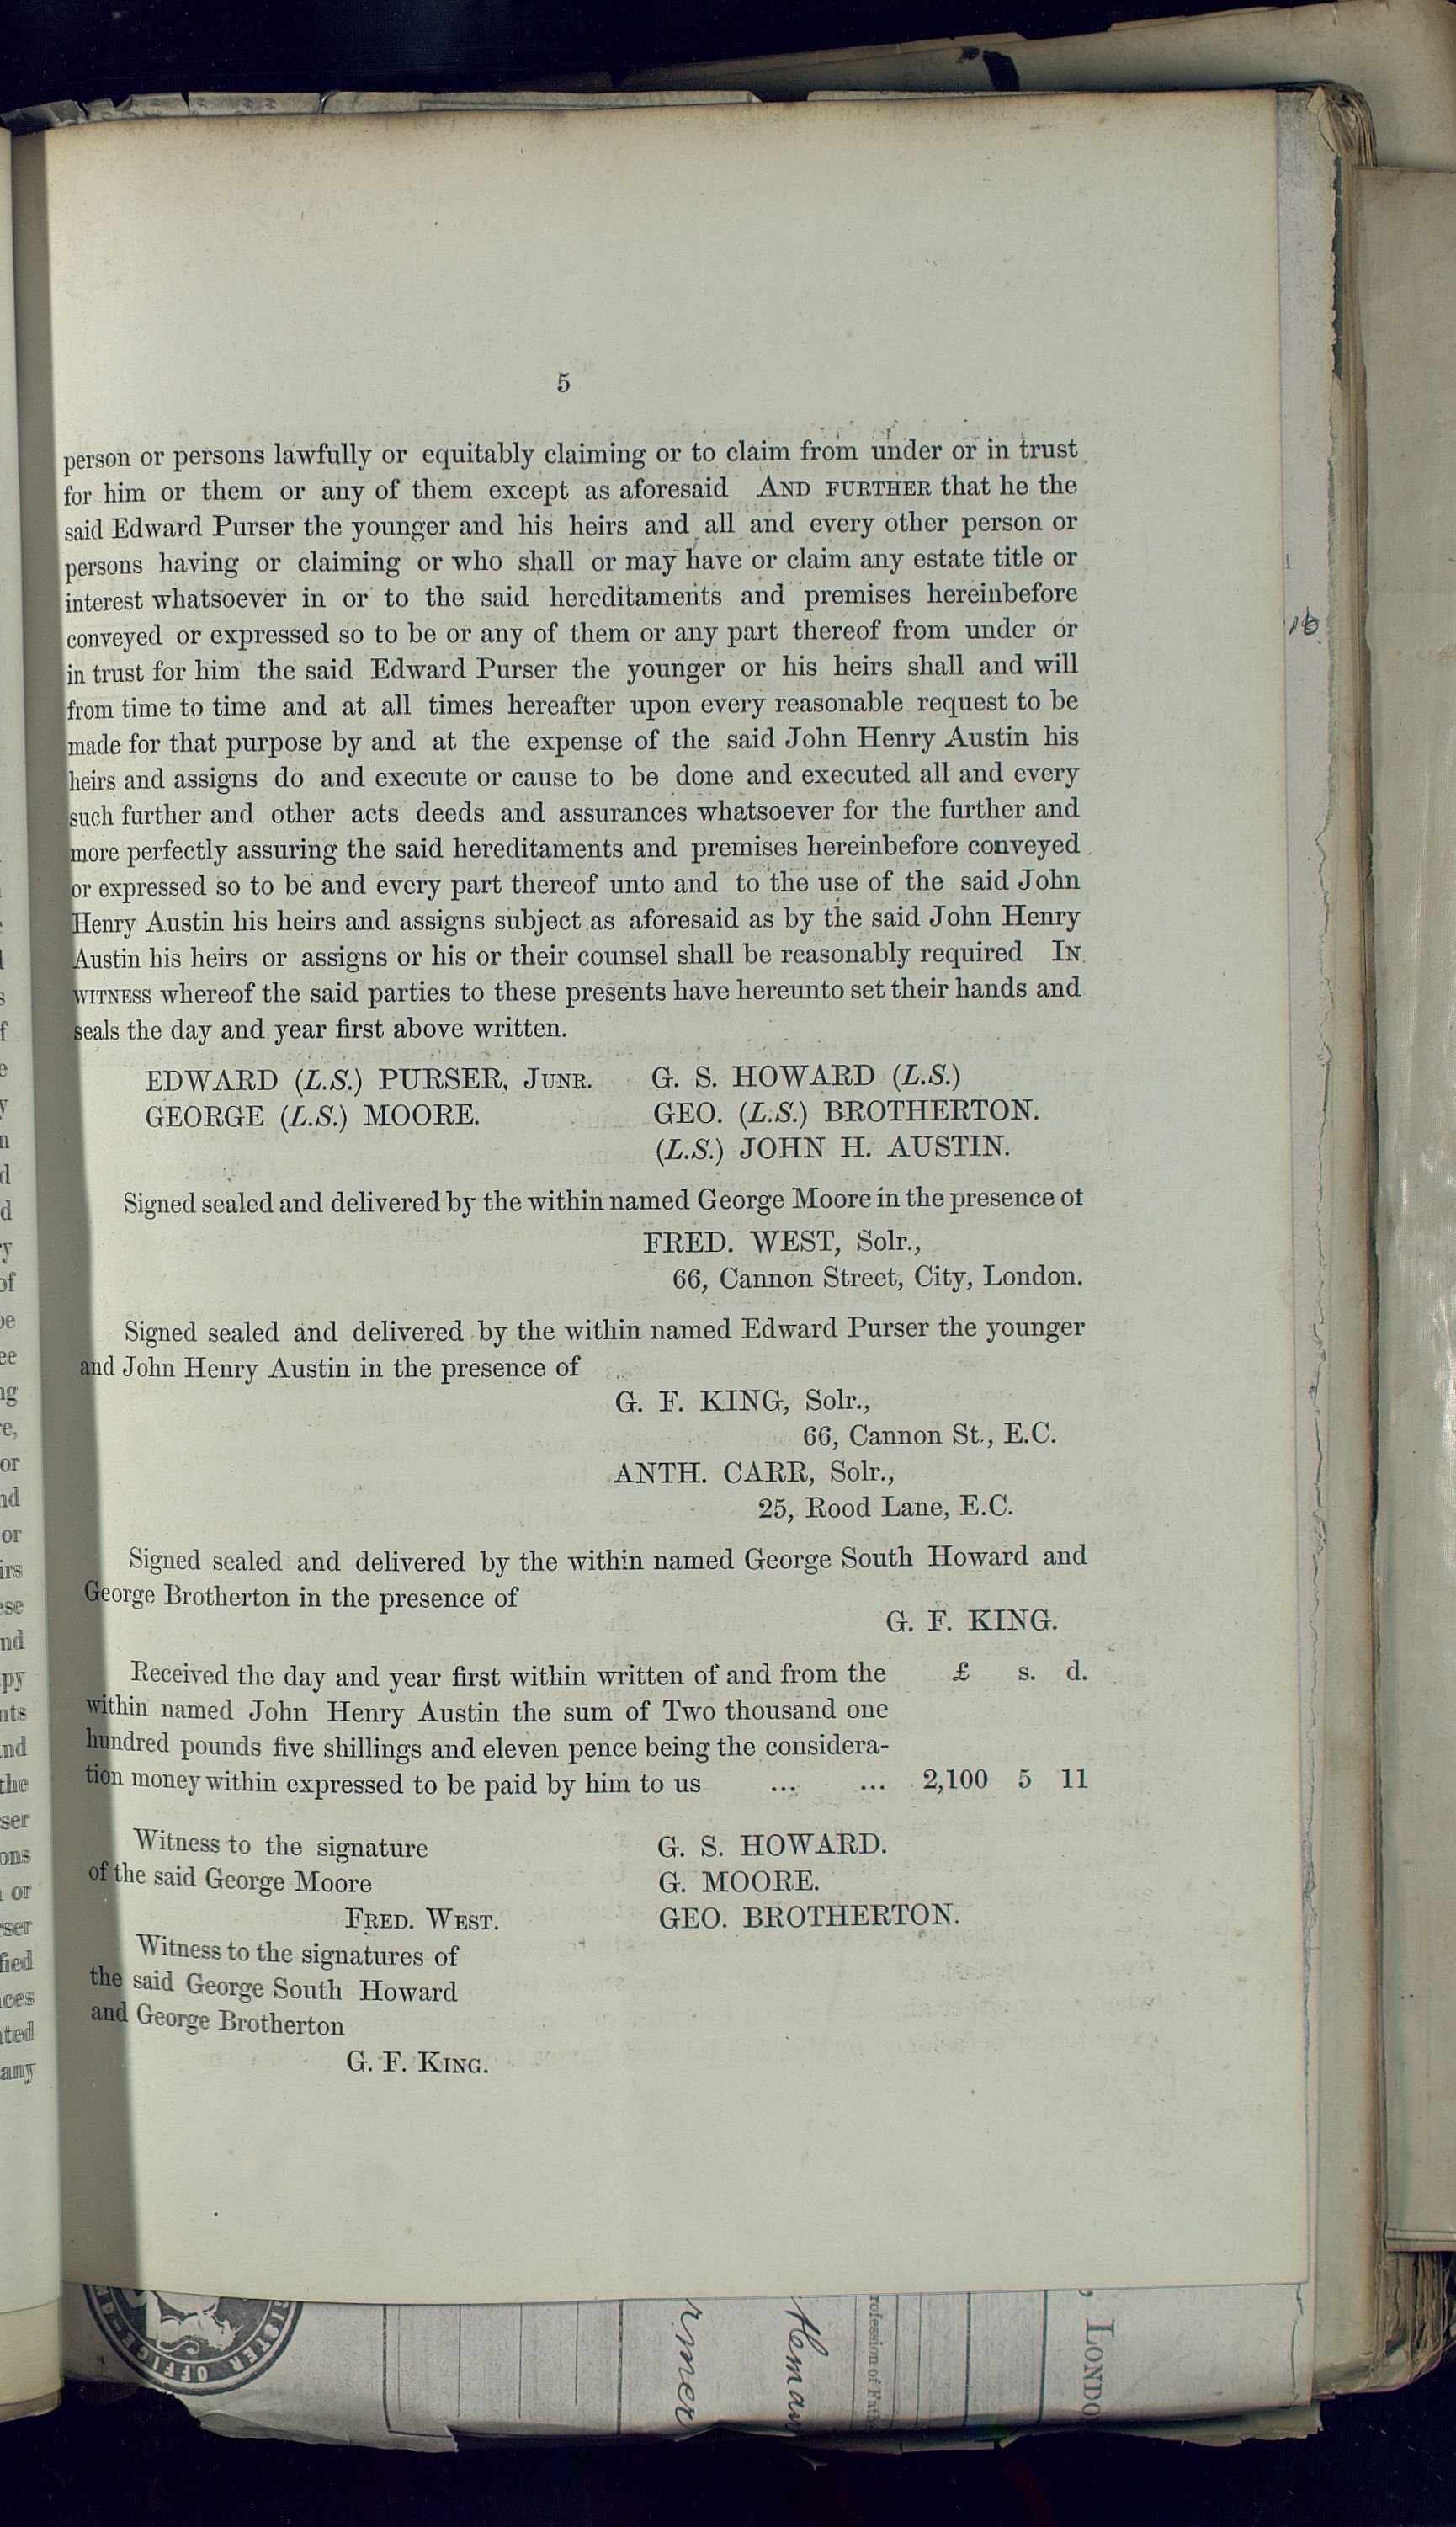 5
person or persons lawfully or equitably claiming or to claim from under or in trust
for him or them or any of them except as aforesaid AND FURTHER that he the
said Edward Purser the younger and his heirs and all and every other person or
persons having or claiming or who shall or may have or claim any estate title or
interest whatsoever in or to the said hereditaments and premises hereinbefore
conveyed or expressed so to be or any of them or any part thereof from under or
in trust for him the said Edward Purser the younger or his heirs shall and will
from time to time and at all times hereafter upon every reasonable request to be
made for that purpose by and at the expense of the said John Henry Austin his
heirs and assigns do and execute or cause to be done and executed all and every
such further and other acts deeds and assurances whatsoever for the further and
more perfectly assuring the said hereditaments and premises hereinbefore conveyed
or expressed so to be and every part thereof unto and to the use of the said John
Henry Austin his heirs and assigns subject as aforesaid as by the said John Henry
Austin his heirs or assigns or his or their counsel shall be reasonably required IN
WITNESS whereof the said parties to these presents have hereunto set their hands and
seals the day and year first above written.
EDWARD (L.S.) PURSER, JUNR. G. S. HOWARD (L.S.)
GEORGE (L.S.) MOORE. GEO. (L.S.) BROTHERTON.
(L.S.) JOHN H. AUSTIN.
Signed sealed and delivered by the within named George Moore in the presence of
FRED. WEST, Solr.,
66, Cannon Street, City, London.
Signed sealed and delivered by the within named Edward Purser the younger
and John Henry Austin in the presence of
G. F. KING, Solr.,
66, Cannon St., E.C.
ANTH. CARR, Solr.,
25, Rood Lane, E.C.
Signed sealed and delivered by the within named George South Howard and
George Brotherton in the presence of
G. F. KING.
Received the day and year first within written of and from the £ s. d.
within named John Henry Austin the sum of Two thousand one
hundred pounds five shillings and eleven pence being the considera-
tion money within expressed to be paid by him to us ... ... 2,100 5 11
Witness to the signature G. S. HOWARD.
of the said George Moore G. MOORE.
FRED. WEST. GEO. BROTHERTON.
Witness to the signatures of
the said George South Howard
and George Brotherton
G. F. KING.